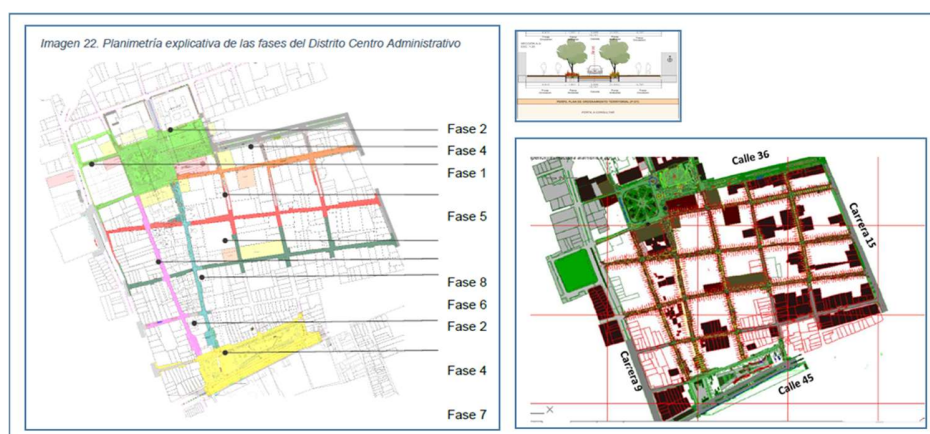 Imagen 22. Planimetría explicativa de las fases del Distrito Centro Administrativo
Fase 2
Fase 4
Fase 1
Fase 5
Fase 8
Fase 6
Fase 2
Fase 4
Fase 7
Calle 36
Carrera 15
Carrera 9
Calle 45